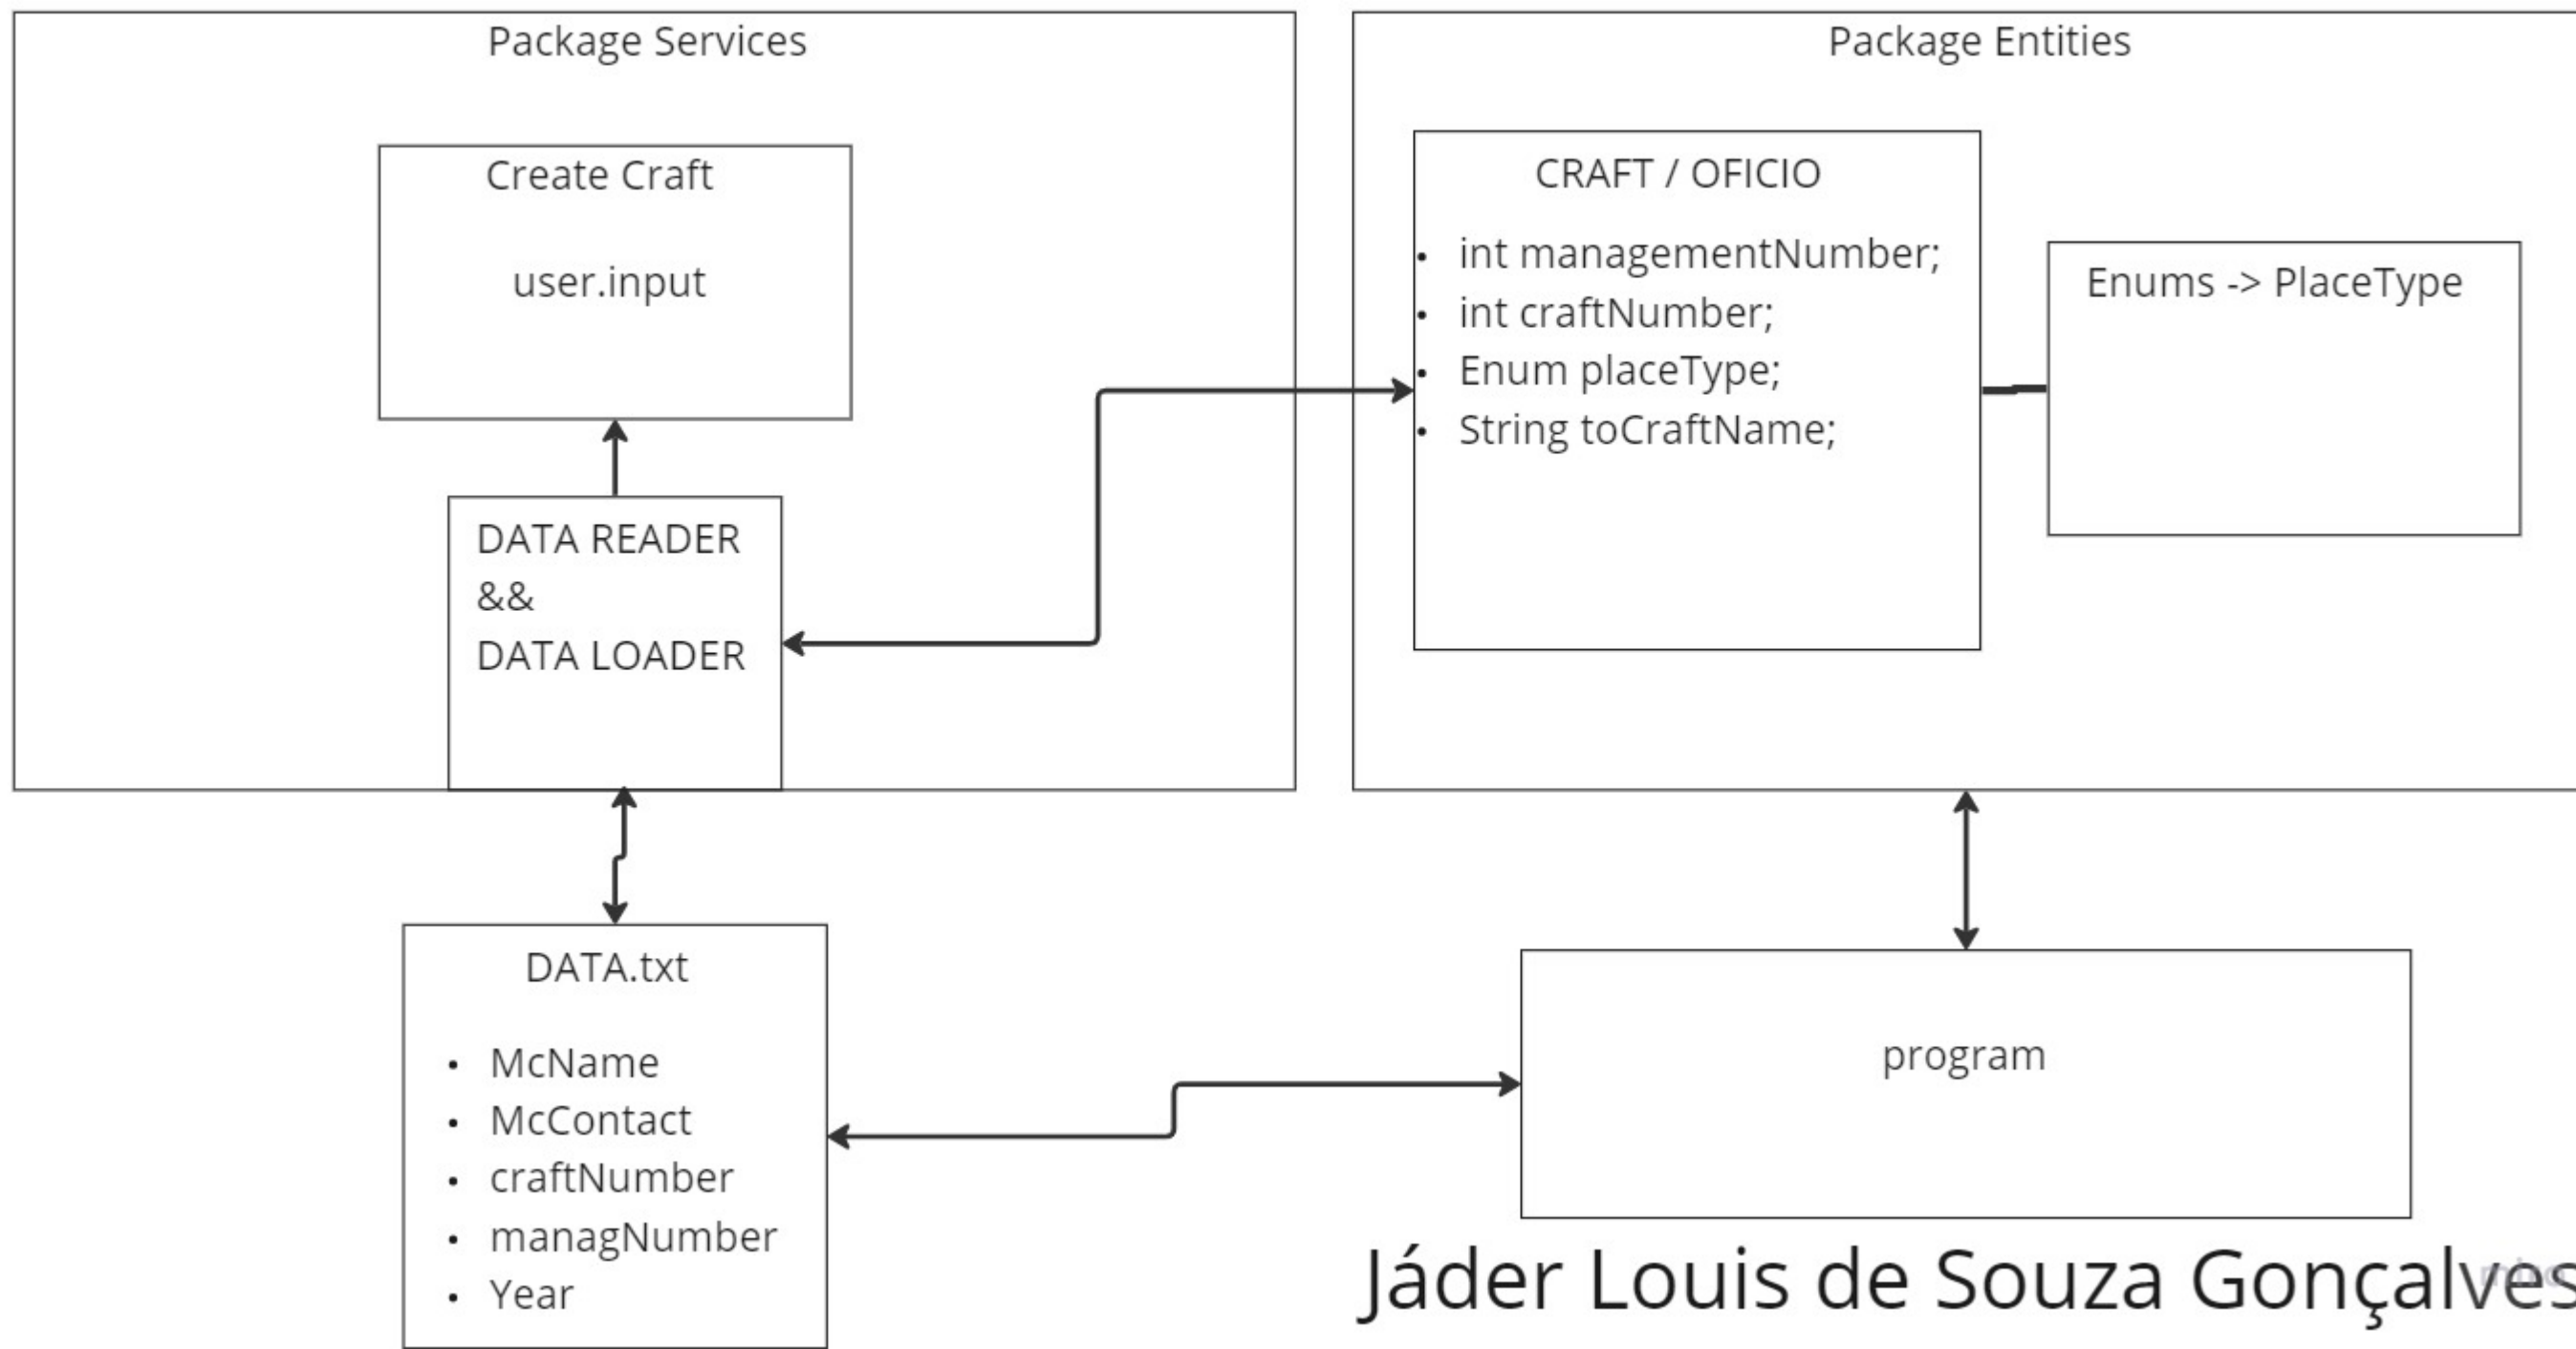 Package Services
Create Craft
user.input
DATA READER
&&
DATA LOADER
Package Entities
CRAFT / OFICIO
• int managementNumber;
• int craftNumber;
• Enum placeType;
• String toCraftName;
Enums -> PlaceType
DATA.txt
• McName
• McContact
• craftNumber
• managNumber
• Year
program
Jáder Louis de Souza Gonçalves
miro